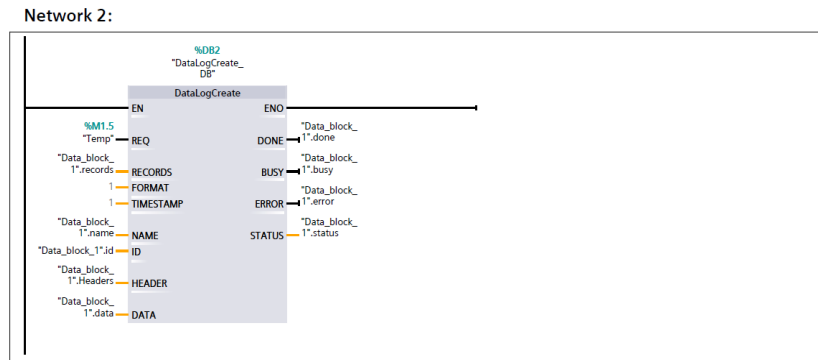 Network 2:
%DB2
"DataLogCreate_
DB"
DataLogCreate
EN
ENO
%M1.5
"Temp"
REQ
DONE
"Data_block_
1".done
"Data_block_
1".records
RECORDS
BUSY
"Data_block_
1".busy
1
FORMAT
1
TIMESTAMP
ERROR
"Data_block_
1".error
"Data_block_
1".name
NAME
STATUS
"Data_block_
1".status
"Data_block_1".id
ID
"Data_block_
1".Headers
HEADER
"Data_block_
1".data
DATA